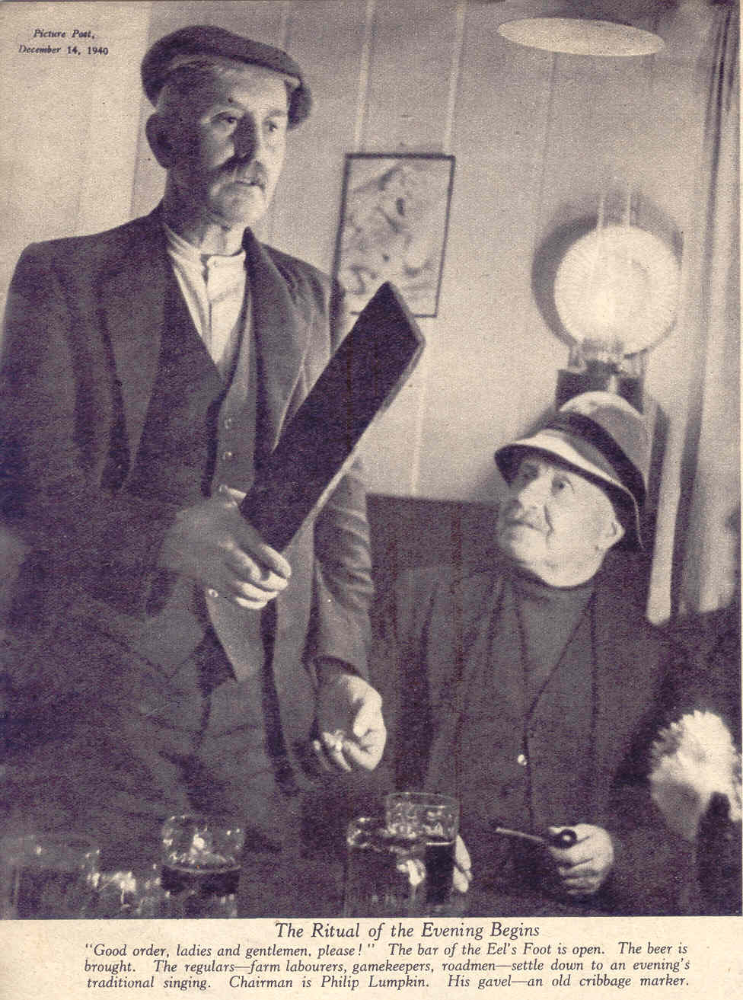 Picture Post,
December 14, 1940
The Ritual of the Evening Begins
"Good order, ladies and gentlemen, please!" The bar of the Eel's Foot is open. The beer is
brought. The regulars—farm labourers, gamekeepers, roadmen—settle down to an evening's
traditional singing. Chairman is Philip Lumpkin. His gavel—an old cribbage marker.